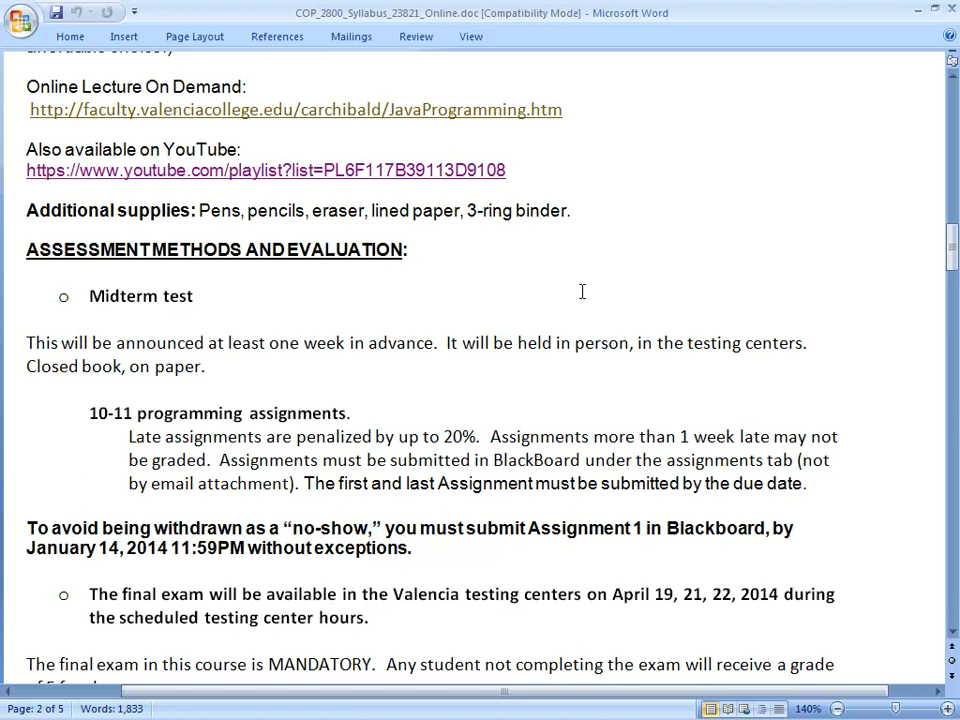 COP_2800_Syllabus_23821_Online.doc [Compatibility Mode] - Microsoft Word
Home Insert Page Layout References Mailings Review View
Online Lecture On Demand:
http://faculty.valenciacollege.edu/carchibald/JavaProgramming.htm
Also available on YouTube:
https://www.youtube.com/playlist?list=PL6F117B39113D9108
Additional supplies: Pens, pencils, eraser, lined paper, 3-ring binder.
ASSESSMENT METHODS AND EVALUATION:
o Midterm test
This will be announced at least one week in advance. It will be held in person, in the testing centers.
Closed book, on paper.
10-11 programming assignments.
Late assignments are penalized by up to 20%. Assignments more than 1 week late may not
be graded. Assignments must be submitted in BlackBoard under the assignments tab (not
by email attachment). The first and last Assignment must be submitted by the due date.
To avoid being withdrawn as a “no-show,” you must submit Assignment 1 in Blackboard, by
January 14, 2014 11:59PM without exceptions.
o The final exam will be available in the Valencia testing centers on April 19, 21, 22, 2014 during
the scheduled testing center hours.
The final exam in this course is MANDATORY. Any student not completing the exam will receive a grade
Page: 2 of 5 Words: 1,833 140%